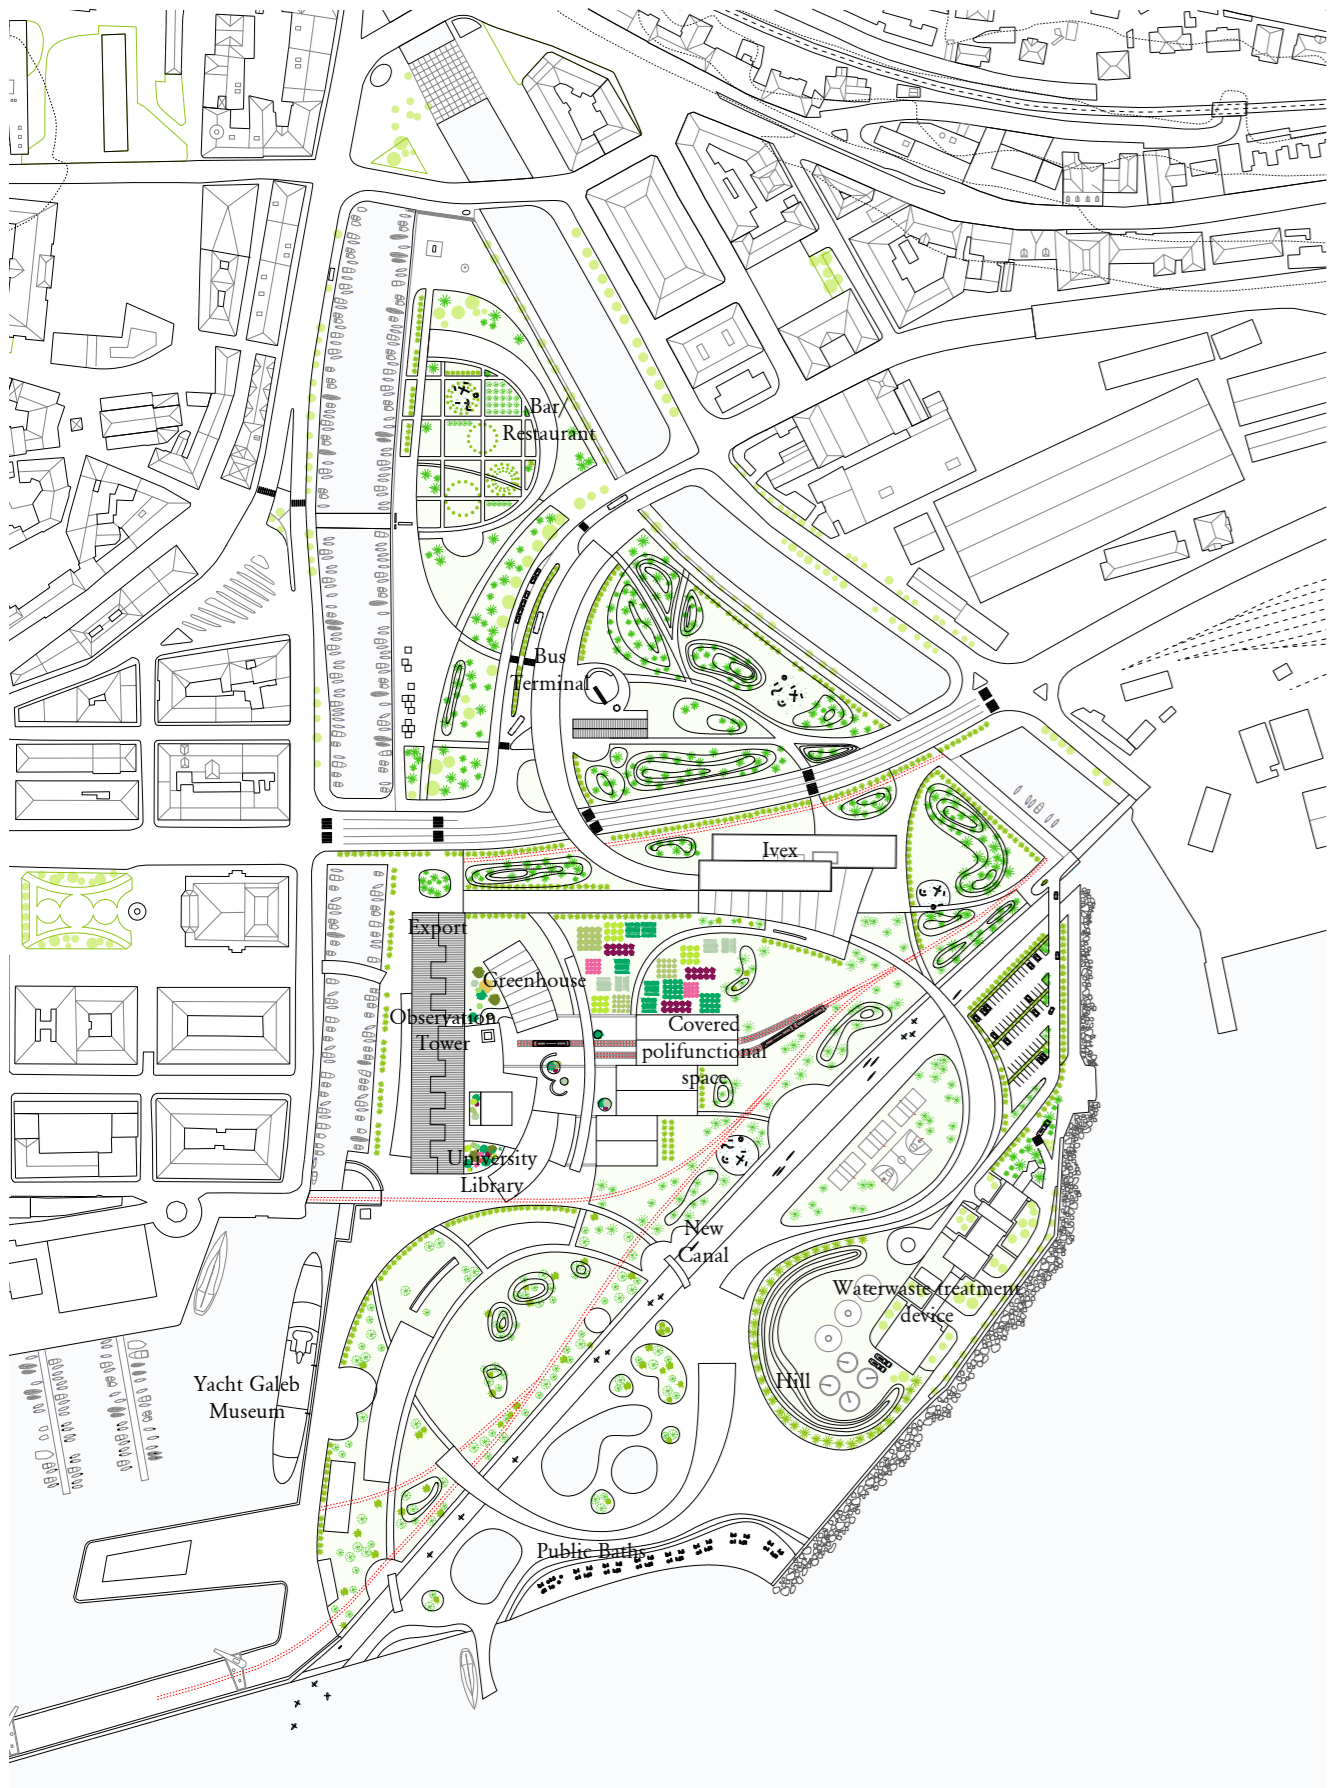 Bar/
Restaurant
Bus
Terminal
Ivex
Export
Greenhouse
Observation
Tower
Covered
polifunctional
space
University
Library
New
Canal
Waterwaste treatment
device
Hill
Yacht Galeb
Museum
Public Baths